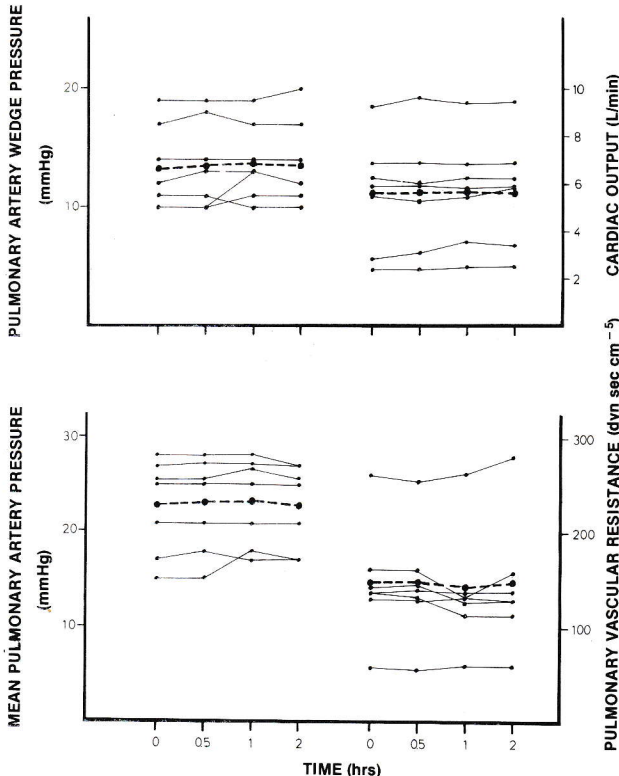 PULMONARY ARTERY WEDGE PRESSURE
(mmHg)
20
10
10
8
6
4
2
CARDIAC OUTPUT (L/min)
MEAN PULMONARY ARTERY PRESSURE
(mmHg)
30
20
10
300
200
100
PULMONARY VASCULAR RESISTANCE (dyn sec cm⁻⁵)
0 0.5 1 2 0 0.5 1 2
TIME (hrs)